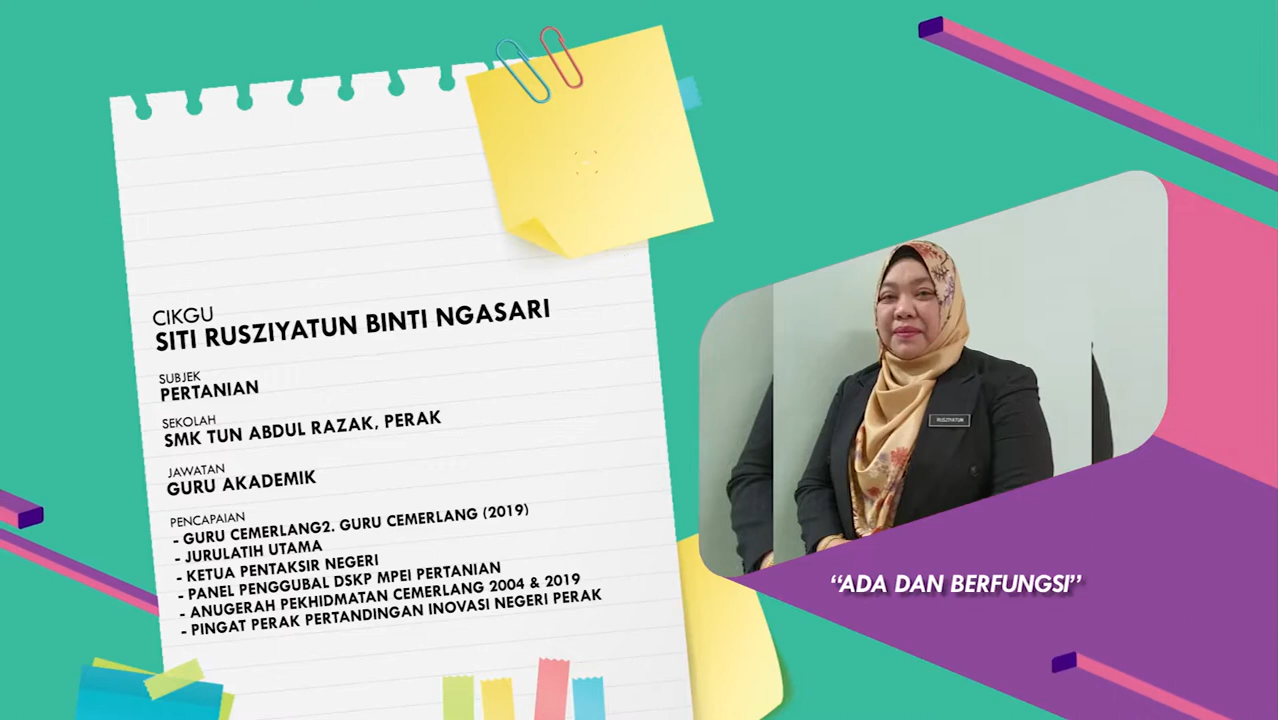 CIKGU
SITI RUSZIYATUN BINTI NGASARI
SUBJEK
PERTANIAN
SEKOLAH
SMK TUN ABDUL RAZAK, PERAK
JAWATAN
GURU AKADEMIK
PENCAPAIAN
- GURU CEMERLANG2. GURU CEMERLANG (2019)
- JURULATIH UTAMA
- KETUA PENTAKSIR NEGERI
- PANEL PENGGUBAL DSKP MPEI PERTANIAN
- ANUGERAH PEKHIDMATAN CEMERLANG 2004 & 2019
- PINGAT PERAK PERTANDINGAN INOVASI NEGERI PERAK
RUSZIYATUN
“ADA DAN BERFUNGSI”